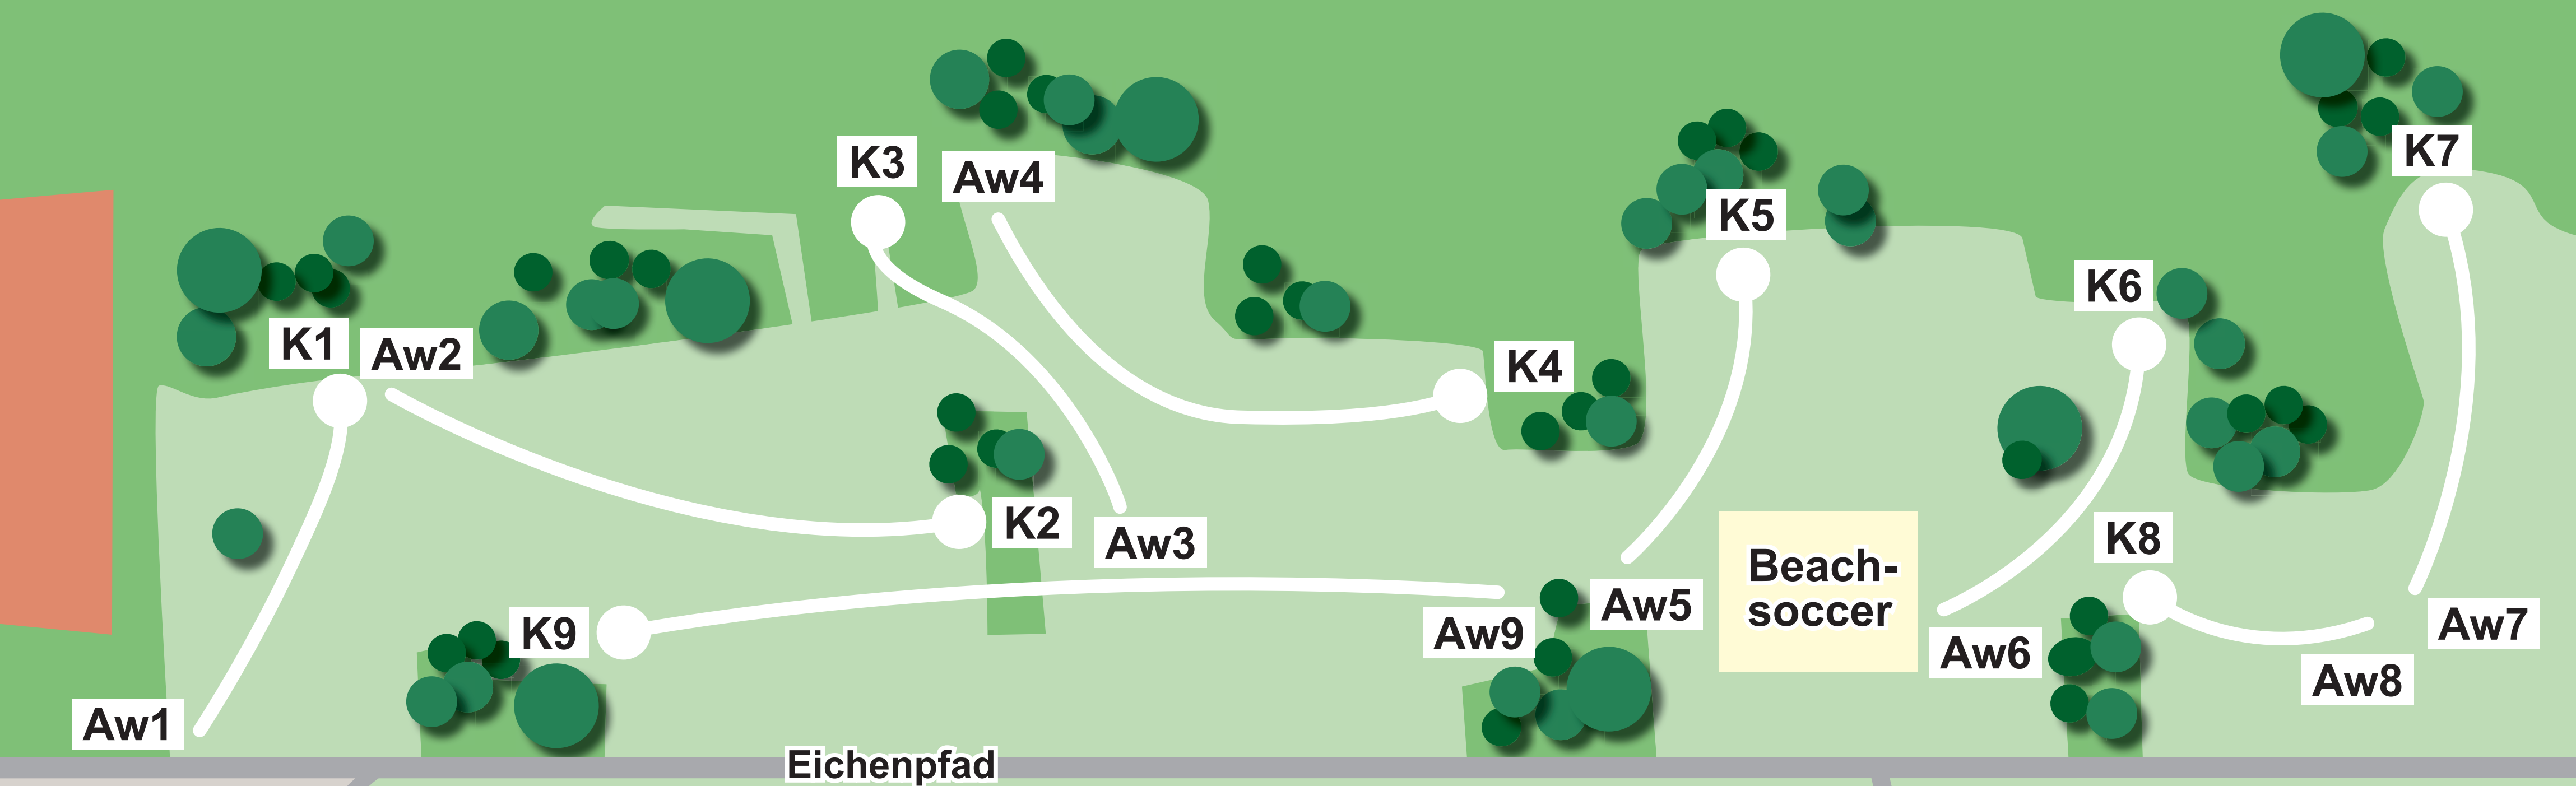 K3
Aw4
K7
K5
K6
K1
Aw2
K4
K2
Aw3
K8
Beach-
soccer
Aw5
K9
Aw9
Aw6
Aw7
Aw8
Aw1
Eichenpfad